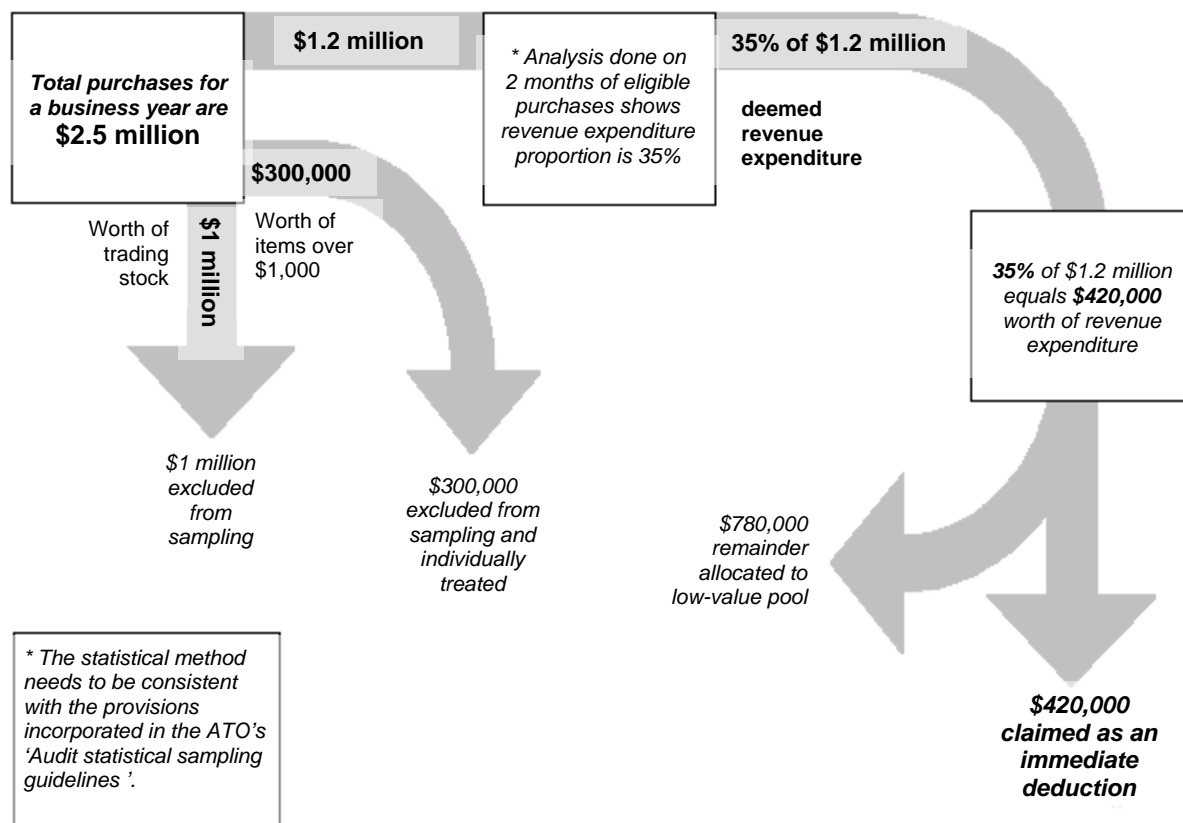 Total purchases for
a business year are
$2.5 million
$1.2 million
* Analysis done on
2 months of eligible
purchases shows
revenue expenditure
proportion is 35%
35% of $1.2 million
deemed
revenue
expenditure
$300,000
Worth of
items over
$1,000
Worth of
trading
stock
$1 million
35% of $1.2 million
equals $420,000
worth of revenue
expenditure
$1 million
excluded
from
sampling
$300,000
excluded from
sampling and
individually
treated
$780,000
remainder
allocated to
low-value pool
$420,000
claimed as an
immediate
deduction
* The statistical method
needs to be consistent
with the provisions
incorporated in the ATO's
'Audit statistical sampling
guidelines '.